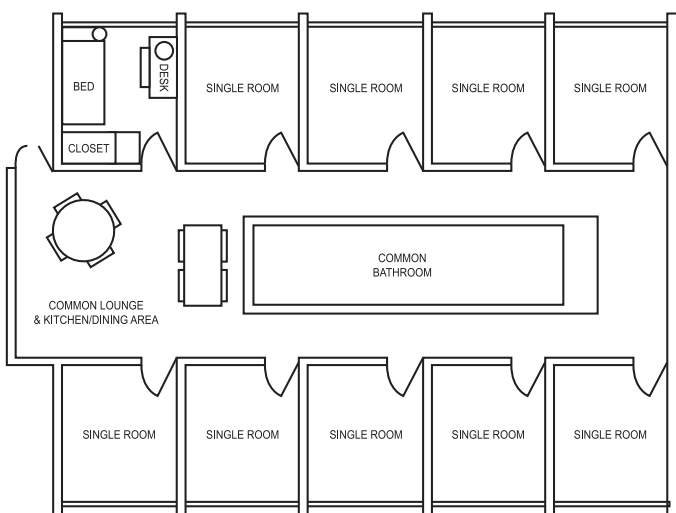 BED
DESK
CLOSET
SINGLE ROOM
SINGLE ROOM
SINGLE ROOM
SINGLE ROOM
COMMON
BATHROOM
COMMON LOUNGE
& KITCHEN/DINING AREA
SINGLE ROOM
SINGLE ROOM
SINGLE ROOM
SINGLE ROOM
SINGLE ROOM